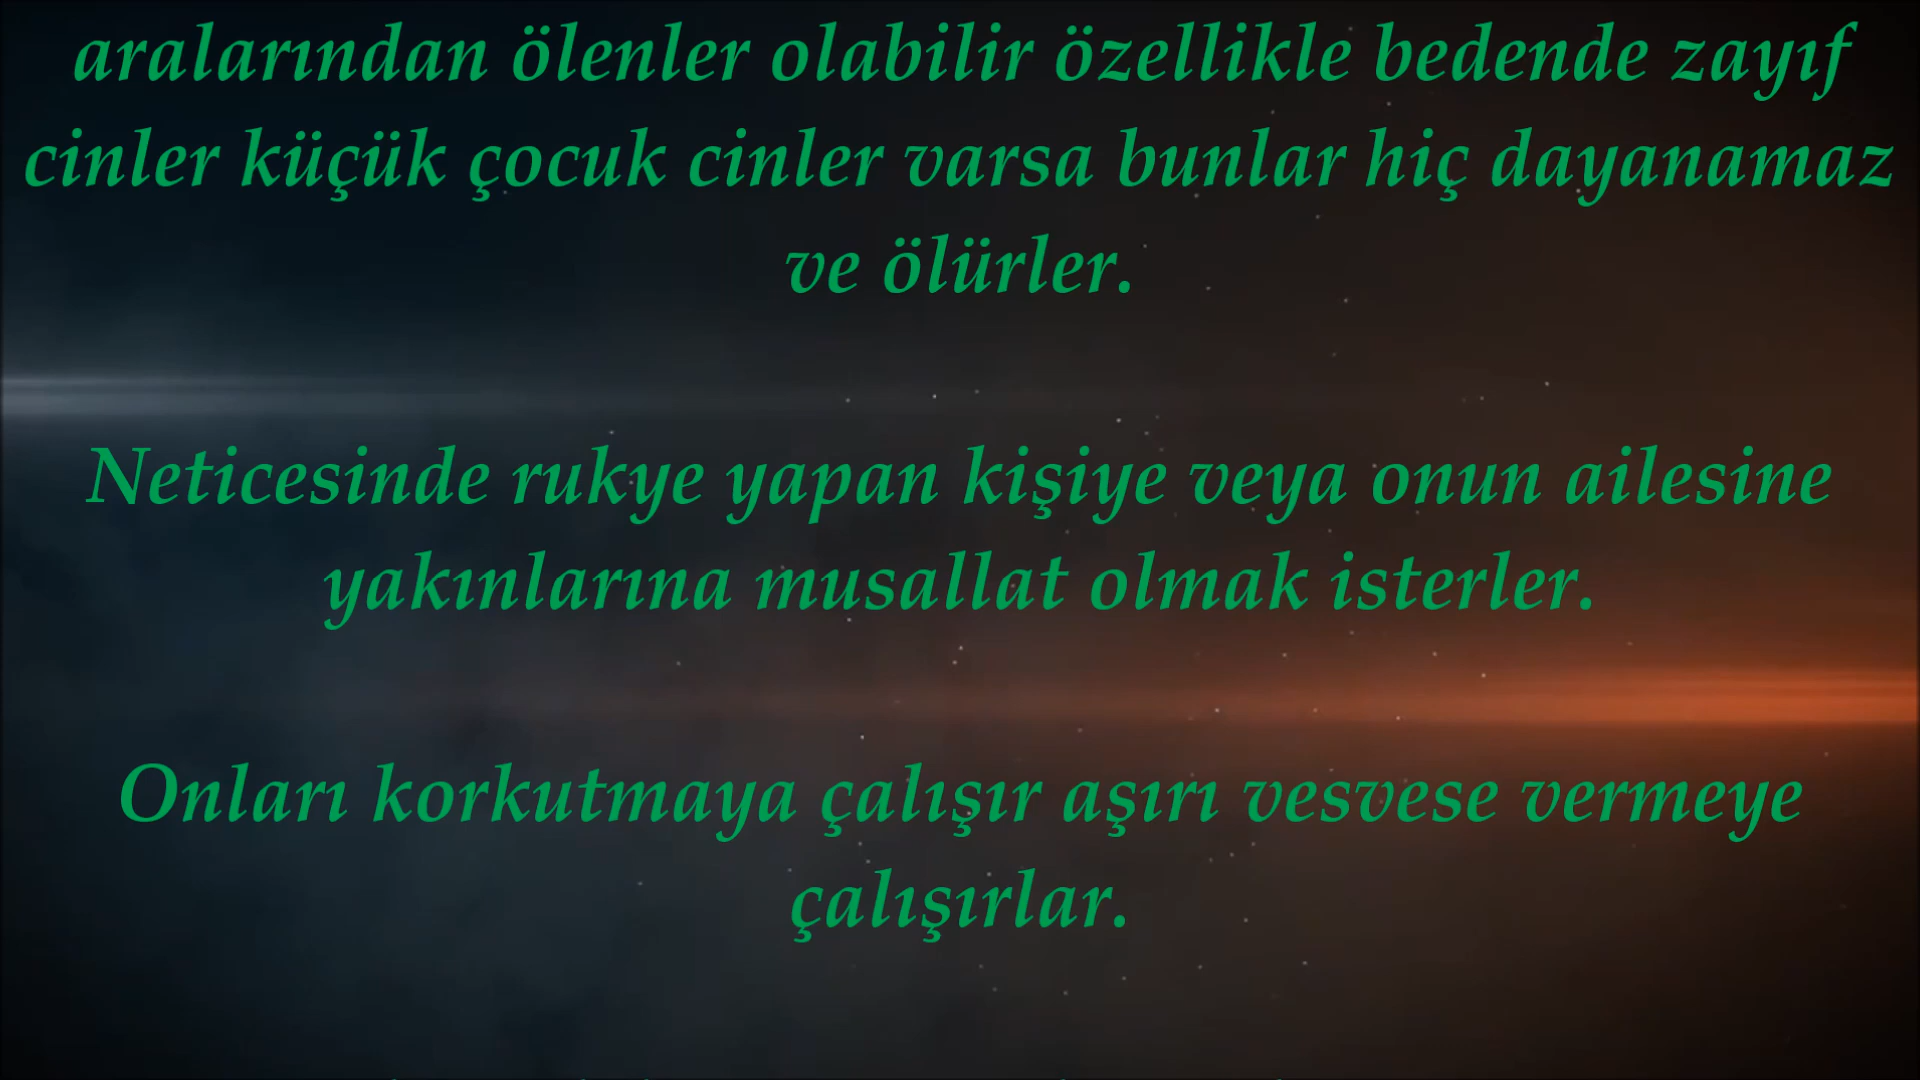 aralarından ölenler olabilir özellikle bedende zayıf
cinler küçük çocuk cinler varsa bunlar hiç dayanamaz
ve ölürler.
Neticesinde rukye yapan kişiye veya onun ailesine
yakınlarına musallat olmak isterler.
Onları korkutmaya çalışır aşırı vesvese vermeye
çalışırlar.